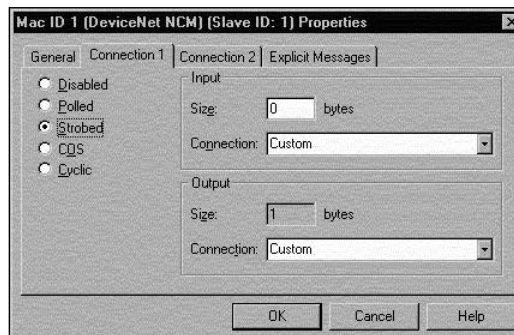 Mac ID 1 (DeviceNet NCM) (Slave ID: 1) Properties
General Connection 1 Connection 2 Explicit Messages
Disabled
Polled
Strobed
COS
Cyclic
Input
Size: 0 bytes
Connection: Custom
Output
Size: 1 bytes
Connection: Custom
OK Cancel Help